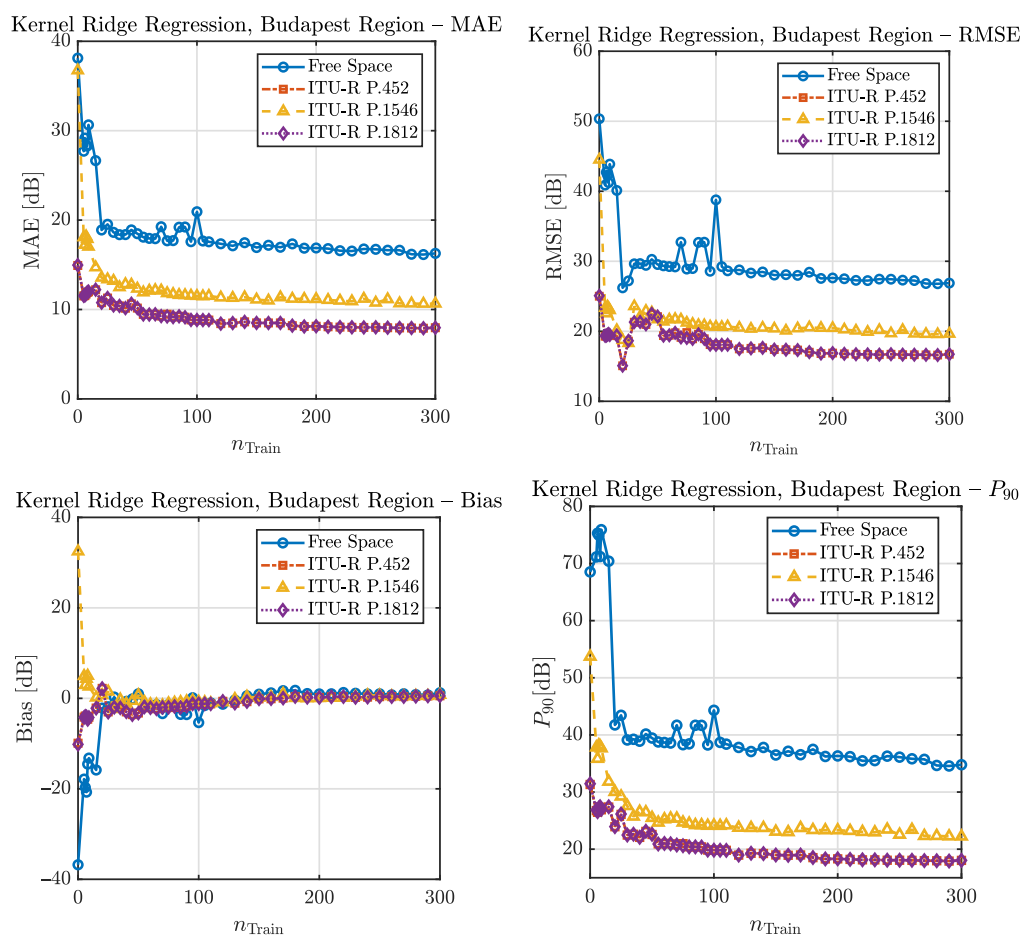 Kernel Ridge Regression, Budapest Region – MAE
40
30
20
10
0
MAE [dB]
Free Space
ITU-R P.452
ITU-R P.1546
ITU-R P.1812
0 100 200 300
n_Train
Kernel Ridge Regression, Budapest Region – RMSE
60
50
40
30
20
10
RMSE [dB]
Free Space
ITU-R P.452
ITU-R P.1546
ITU-R P.1812
0 100 200 300
n_Train
Kernel Ridge Regression, Budapest Region – Bias
40
20
0
−20
−40
Bias [dB]
Free Space
ITU-R P.452
ITU-R P.1546
ITU-R P.1812
0 100 200 300
n_Train
Kernel Ridge Regression, Budapest Region – P_90
80
70
60
50
40
30
20
P_90[dB]
Free Space
ITU-R P.452
ITU-R P.1546
ITU-R P.1812
0 100 200 300
n_Train